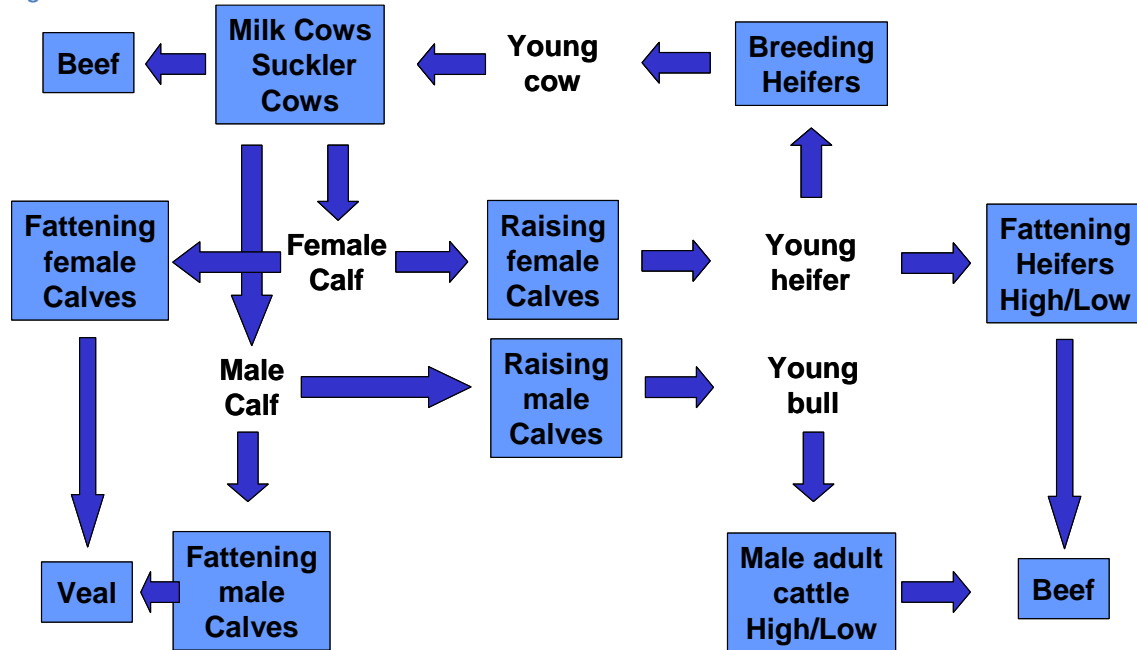 Beef
Milk Cows
Suckler
Cows
Young
cow
Breeding
Heifers
Fattening
female
Calves
Female
Calf
Raising
female
Calves
Young
heifer
Fattening
Heifers
High/Low
Male
Calf
Raising
male
Calves
Young
bull
Veal
Fattening
male
Calves
Male adult
cattle
High/Low
Beef